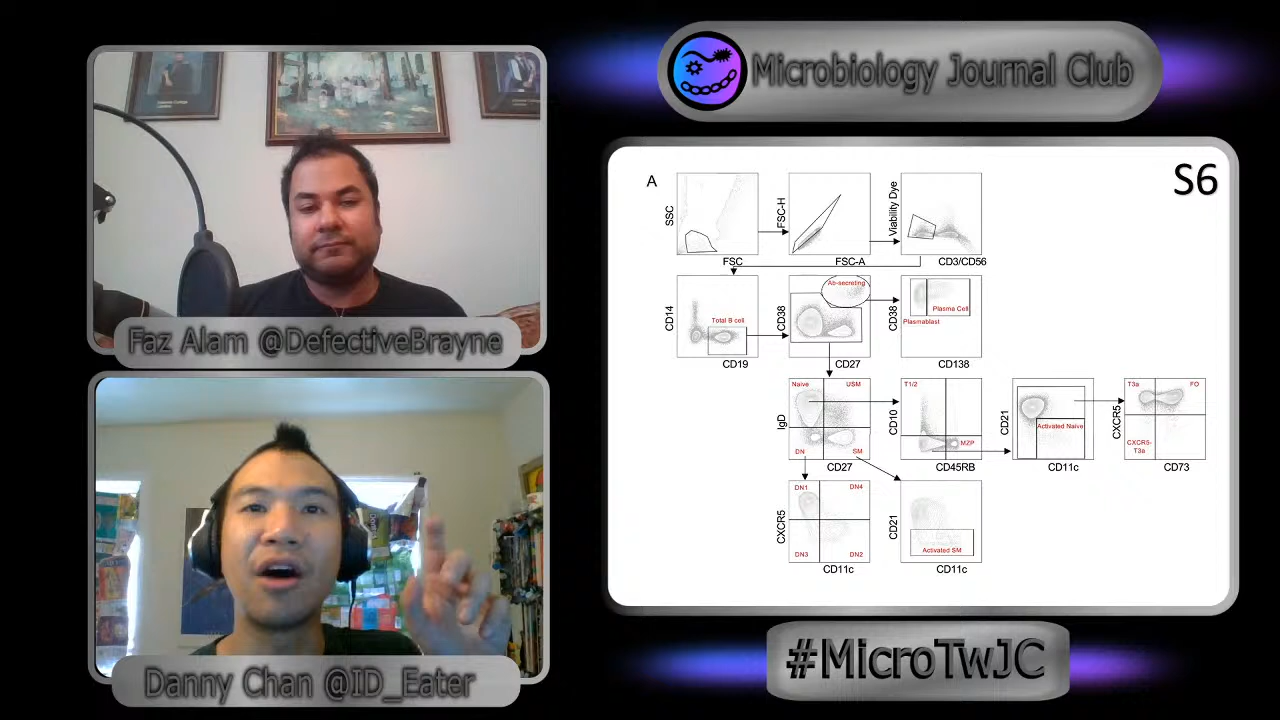 Microbiology Journal Club
Faz Alam @DefectiveBrayne
Danny Chan @ID_Eater
#MicroTwJC
S6
A
SSC
FSC
FSC-H
FSC-A
Viability Dye
CD3/CD56
CD14
Total B cell
CD19
CD38
Ab-secreting
CD27
CD38
Plasma Cell
Plasmablast
CD138
IgD
Naive
USM
DN
SM
CD27
CD10
T1/2
MZP
CD45RB
CD21
Activated Naive
CD11c
CXCR5
T3a
FO
CXCR5-
T3a
CD73
CXCR5
DN1
DN4
DN3
DN2
CD11c
CD21
Activated SM
CD11c